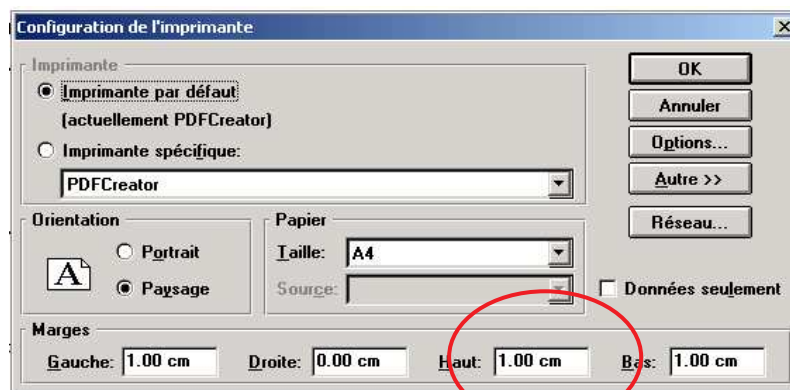 Configuration de l'imprimante
Imprimante
OK
Imprimante par défaut
Annuler
(actuellement PDFCreator)
Options...
Imprimante spécifique:
PDFCreator
Autre >>
Orientation
Papier
Réseau...
Portrait
Taille: A4
A
Paysage
Source:
Données seulement
Marges
Gauche: 1.00 cm Droite: 0.00 cm Haut: 1.00 cm Bas: 1.00 cm